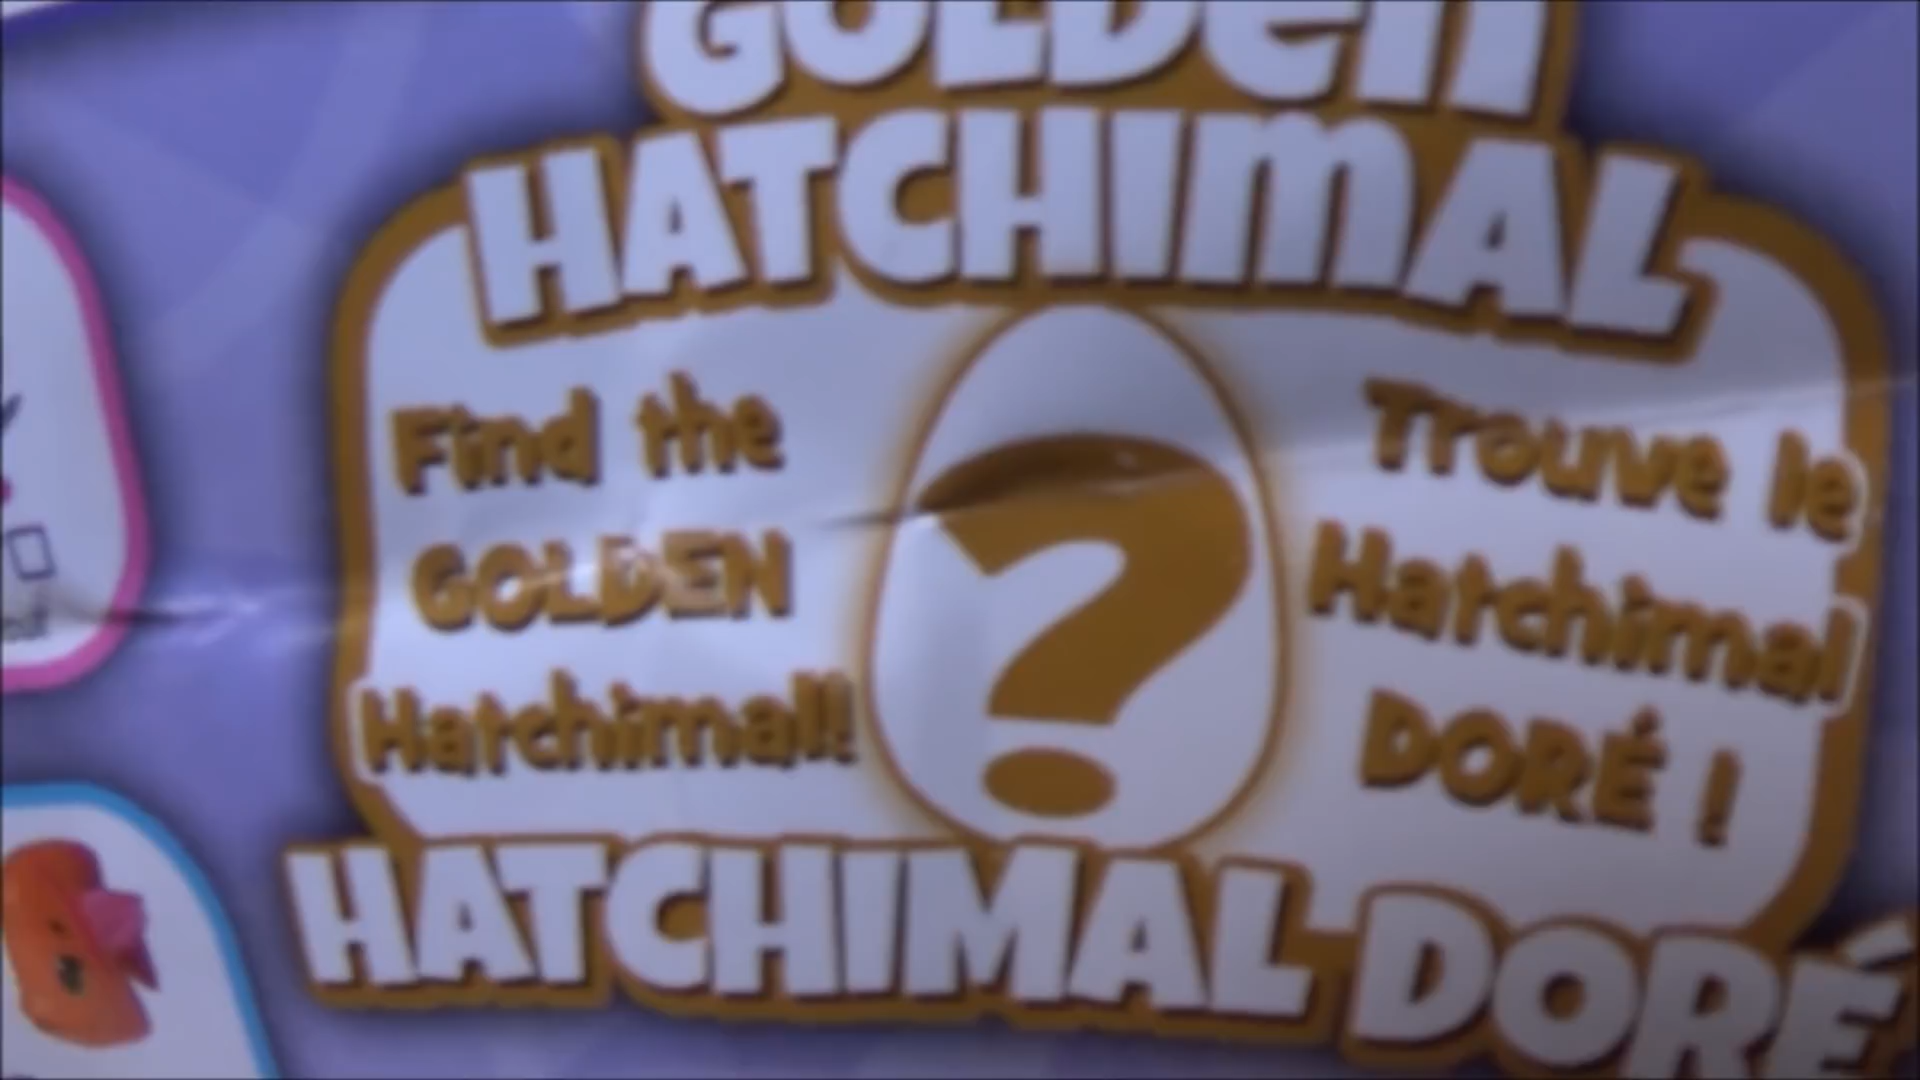 GOLDEN
HATCHIMAL
Find the
GOLDEN
Hatchimal!
Trouve le
Hatchimal
DORÉ !
HATCHIMAL DORÉ